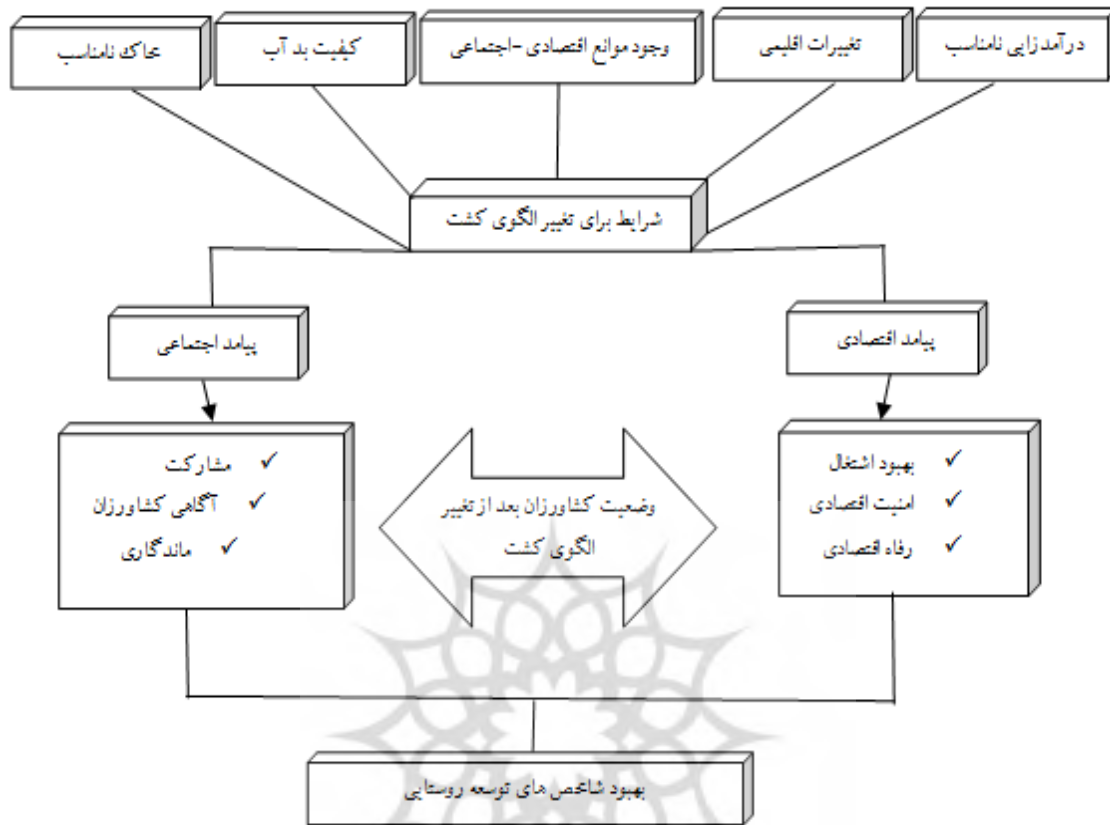 درآمدزایی نامناسب
تغییرات اقلیمی
وجود موانع اقتصادی -اجتماعی
کیفیت بد آب
خاک نامناسب
شرایط برای تغییر الگوی کشت
پیامد اقتصادی
پیامد اجتماعی
✓ بهبود اشتغال
✓ امنیت اقتصادی
✓ رفاه اقتصادی
وضعیت کشاورزان بعد از تغییر
الگوی کشت
✓ مشارکت
✓ آگاهی کشاورزان
✓ ماندگاری
بهبود شاخص های توسعه روستایی